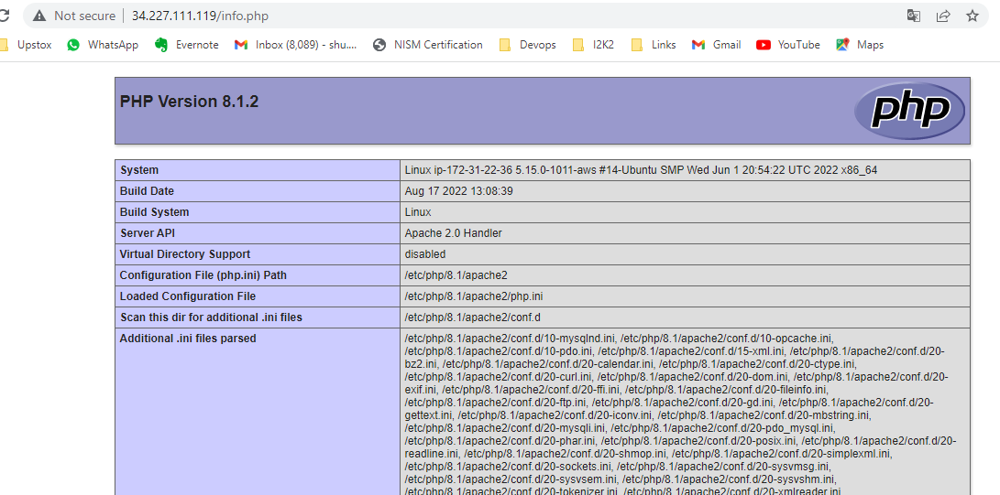 Not secure | 34.227.111.119/info.php
Upstox WhatsApp Evernote Inbox (8,089) - shu.... NISM Certification Devops I2K2 Links Gmail YouTube Maps
PHP Version 8.1.2
php
System Linux ip-172-31-22-36 5.15.0-1011-aws #14-Ubuntu SMP Wed Jun 1 20:54:22 UTC 2022 x86_64
Build Date Aug 17 2022 13:08:39
Build System Linux
Server API Apache 2.0 Handler
Virtual Directory Support disabled
Configuration File (php.ini) Path /etc/php/8.1/apache2
Loaded Configuration File /etc/php/8.1/apache2/php.ini
Scan this dir for additional .ini files /etc/php/8.1/apache2/conf.d
Additional .ini files parsed /etc/php/8.1/apache2/conf.d/10-mysqlnd.ini, /etc/php/8.1/apache2/conf.d/10-opcache.ini,
/etc/php/8.1/apache2/conf.d/10-pdo.ini, /etc/php/8.1/apache2/conf.d/15-xml.ini, /etc/php/8.1/apache2/conf.d/20-
bz2.ini, /etc/php/8.1/apache2/conf.d/20-calendar.ini, /etc/php/8.1/apache2/conf.d/20-ctype.ini,
/etc/php/8.1/apache2/conf.d/20-curl.ini, /etc/php/8.1/apache2/conf.d/20-dom.ini, /etc/php/8.1/apache2/conf.d/20-
exif.ini, /etc/php/8.1/apache2/conf.d/20-ffi.ini, /etc/php/8.1/apache2/conf.d/20-fileinfo.ini,
/etc/php/8.1/apache2/conf.d/20-ftp.ini, /etc/php/8.1/apache2/conf.d/20-gd.ini, /etc/php/8.1/apache2/conf.d/20-
gettext.ini, /etc/php/8.1/apache2/conf.d/20-iconv.ini, /etc/php/8.1/apache2/conf.d/20-mbstring.ini,
/etc/php/8.1/apache2/conf.d/20-mysqli.ini, /etc/php/8.1/apache2/conf.d/20-pdo_mysql.ini,
/etc/php/8.1/apache2/conf.d/20-phar.ini, /etc/php/8.1/apache2/conf.d/20-posix.ini, /etc/php/8.1/apache2/conf.d/20-
readline.ini, /etc/php/8.1/apache2/conf.d/20-shmop.ini, /etc/php/8.1/apache2/conf.d/20-simplexml.ini,
/etc/php/8.1/apache2/conf.d/20-sockets.ini, /etc/php/8.1/apache2/conf.d/20-sysvmsg.ini,
/etc/php/8.1/apache2/conf.d/20-sysvsem.ini, /etc/php/8.1/apache2/conf.d/20-sysvshm.ini,
/etc/php/8.1/apache2/conf.d/20-tokenizer.ini, /etc/php/8.1/apache2/conf.d/20-xmlreader.ini,